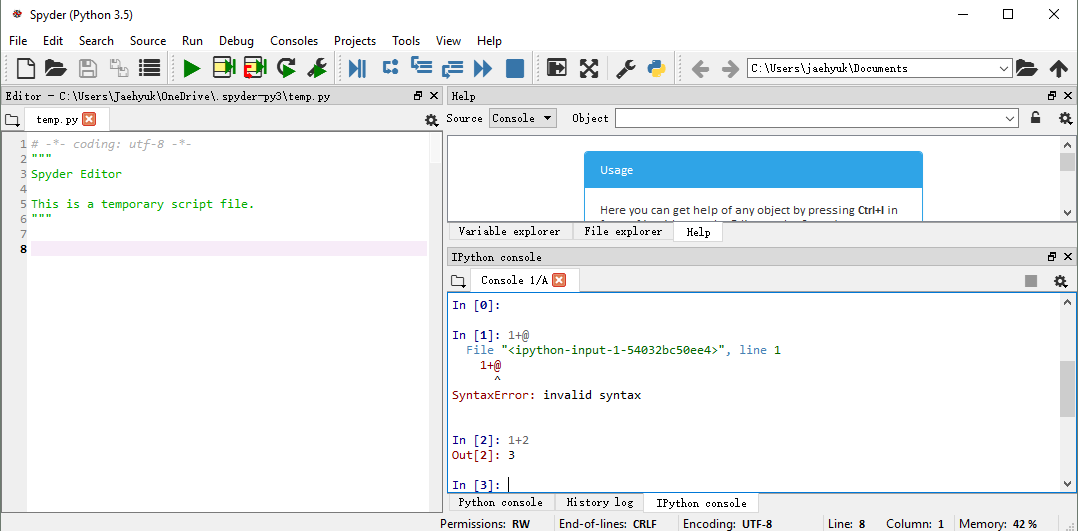 Spyder (Python 3.5)
File Edit Search Source Run Debug Consoles Projects Tools View Help
C:\Users\jaehyuk\Documents
Editor - C:\Users\Jaehyuk\OneDrive\.spyder-py3\temp.py
temp.py
1 # -*- coding: utf-8 -*-
2 """
3 Spyder Editor
4
5 This is a temporary script file.
6 """
7
8
Help
Source Console Object
Usage
Here you can get help of any object by pressing Ctrl+I in
Variable explorer File explorer Help
IPython console
Console 1/A
In [0]:
In [1]: 1+@
File "<ipython-input-1-54032bc50ee4>", line 1
1+@
^
SyntaxError: invalid syntax
In [2]: 1+2
Out[2]: 3
In [3]:
Python console History log IPython console
Permissions: RW End-of-lines: CRLF Encoding: UTF-8 Line: 8 Column: 1 Memory: 42 %